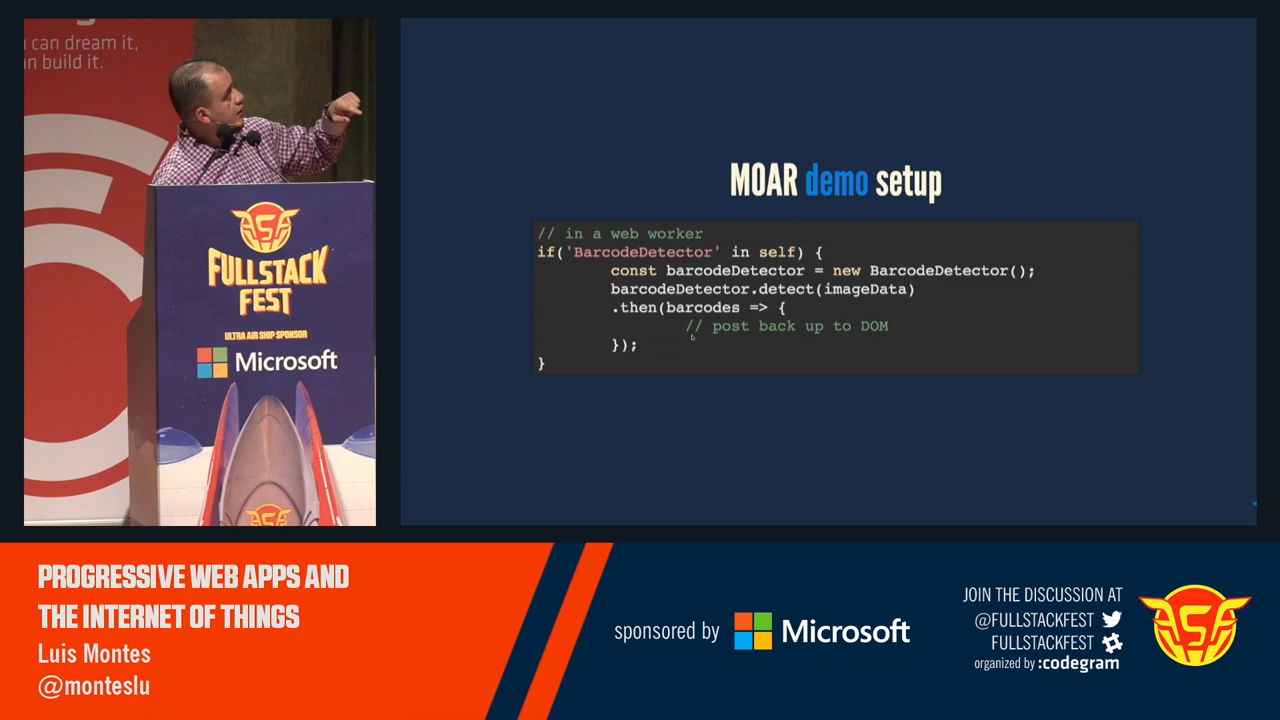 can dream it,
n build it.
FULLSTACK
FEST
ULTRA AIR SHIP SPONSOR
Microsoft
MOAR demo setup
// in a web worker
if('BarcodeDetector' in self) {
const barcodeDetector = new BarcodeDetector();
barcodeDetector.detect(imageData)
.then(barcodes => {
// post back up to DOM
});
}
PROGRESSIVE WEB APPS AND
THE INTERNET OF THINGS
Luis Montes
@monteslu
sponsored by Microsoft
JOIN THE DISCUSSION AT
@FULLSTACKFEST
FULLSTACKFEST
organized by :codegram